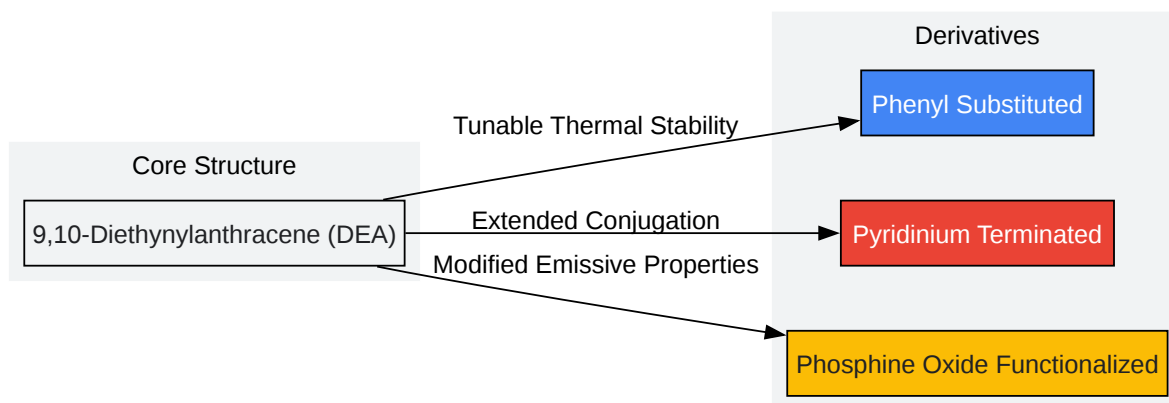 Derivatives
Phenyl Substituted
Tunable Thermal Stability
Core Structure
9,10-Diethynylanthracene (DEA)
Extended Conjugation
Pyridinium Terminated
Modified Emissive Properties
Phosphine Oxide Functionalized